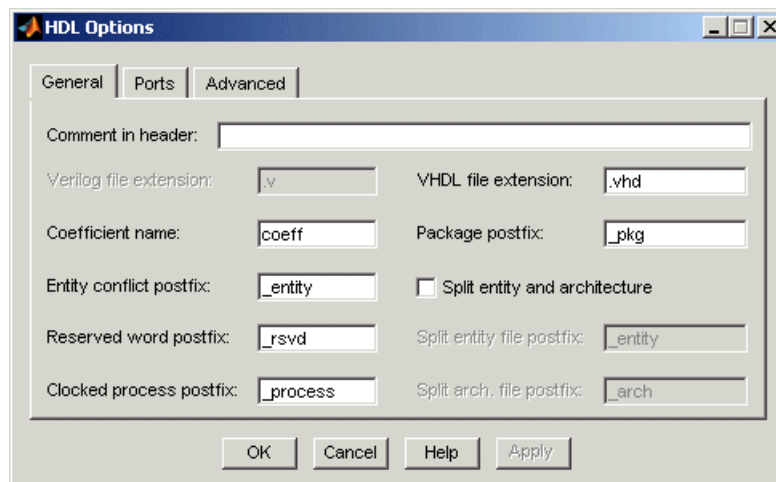 HDL Options
General Ports Advanced
Comment in header:
Verilog file extension: .v VHDL file extension: .vhd
Coefficient name: coeff Package postfix: _pkg
Entity conflict postfix: _entity Split entity and architecture
Reserved word postfix: _rsvd Split entity file postfix: _entity
Clocked process postfix: _process Split arch. file postfix: _arch
OK Cancel Help Apply